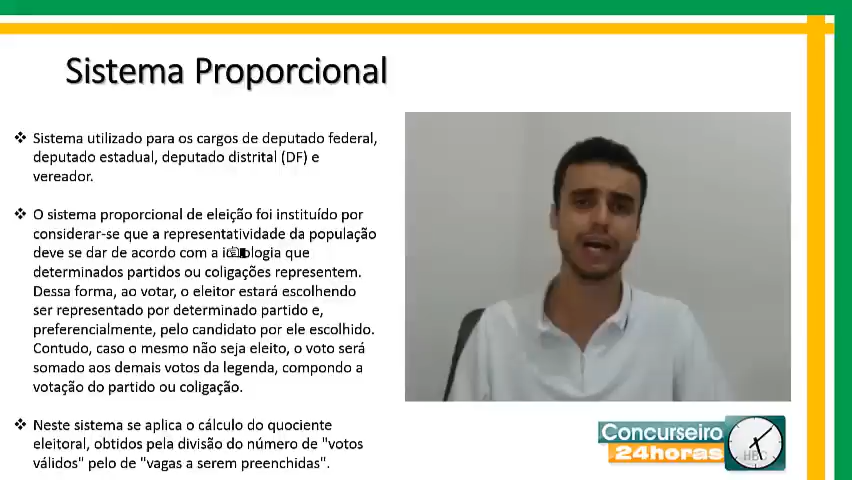 Sistema Proporcional
Sistema utilizado para os cargos de deputado federal,
deputado estadual, deputado distrital (DF) e
vereador.
O sistema proporcional de eleição foi instituído por
considerar-se que a representatividade da população
deve se dar de acordo com a ideologia que
determinados partidos ou coligações representem.
Dessa forma, ao votar, o eleitor estará escolhendo
ser representado por determinado partido e,
preferencialmente, pelo candidato por ele escolhido.
Contudo, caso o mesmo não seja eleito, o voto será
somado aos demais votos da legenda, compondo a
votação do partido ou coligação.
Neste sistema se aplica o cálculo do quociente
eleitoral, obtidos pela divisão do número de "votos
válidos" pelo de "vagas a serem preenchidas".
Concurseiro
24horas